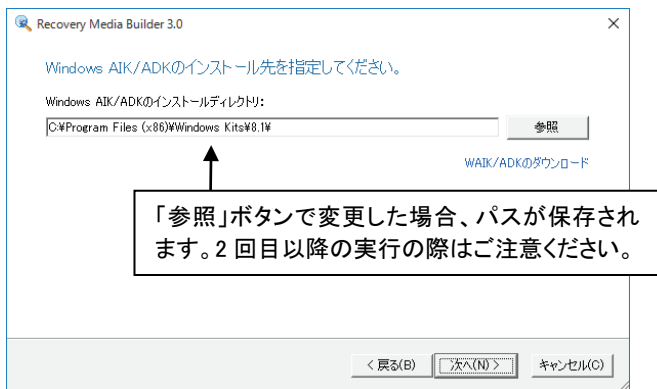 Recovery Media Builder 3.0
Windows AIK/ADKのインストール先を指定してください。
Windows AIK/ADKのインストールディレクトリ:
C:¥Program Files (x86)¥Windows Kits¥8.1¥
参照
WAIK/ADKのダウンロード
「参照」ボタンで変更した場合、パスが保存され
ます。2 回目以降の実行の際はご注意ください。
< 戻る(B)
次へ(N) >
キャンセル(C)